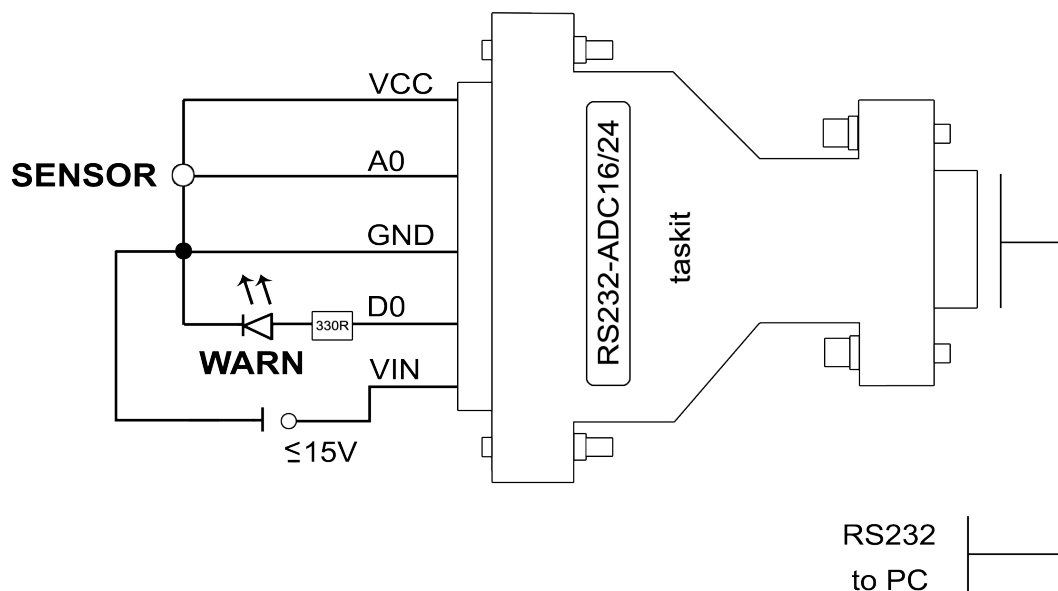 VCC
SENSOR
A0
GND
D0
330R
WARN
VIN
≤15V
RS232-ADC16/24
taskit
RS232
to PC